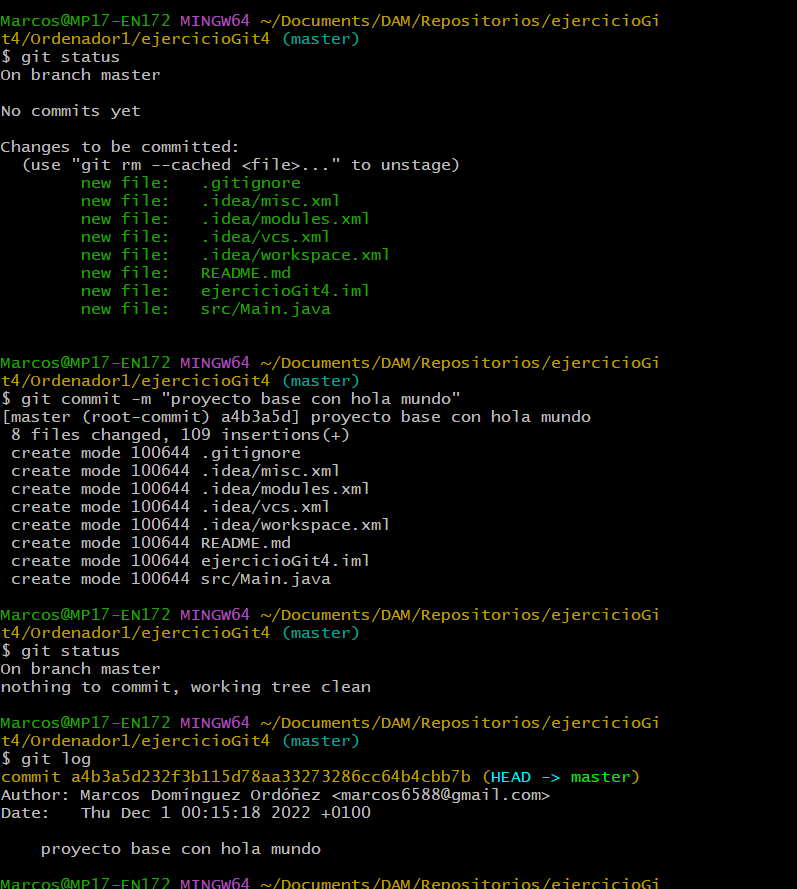 Marcos@MP17-EN172 MINGW64 ~/Documents/DAM/Repositorios/ejercicioGi
t4/Ordenador1/ejercicioGit4 (master)
$ git status
On branch master
No commits yet
Changes to be committed:
  (use "git rm --cached <file>..." to unstage)
        new file:   .gitignore
        new file:   .idea/misc.xml
        new file:   .idea/modules.xml
        new file:   .idea/vcs.xml
        new file:   .idea/workspace.xml
        new file:   README.md
        new file:   ejercicioGit4.iml
        new file:   src/Main.java
Marcos@MP17-EN172 MINGW64 ~/Documents/DAM/Repositorios/ejercicioGi
t4/Ordenador1/ejercicioGit4 (master)
$ git commit -m "proyecto base con hola mundo"
[master (root-commit) a4b3a5d] proyecto base con hola mundo
 8 files changed, 109 insertions(+)
 create mode 100644 .gitignore
 create mode 100644 .idea/misc.xml
 create mode 100644 .idea/modules.xml
 create mode 100644 .idea/vcs.xml
 create mode 100644 .idea/workspace.xml
 create mode 100644 README.md
 create mode 100644 ejercicioGit4.iml
 create mode 100644 src/Main.java
Marcos@MP17-EN172 MINGW64 ~/Documents/DAM/Repositorios/ejercicioGi
t4/Ordenador1/ejercicioGit4 (master)
$ git status
On branch master
nothing to commit, working tree clean
Marcos@MP17-EN172 MINGW64 ~/Documents/DAM/Repositorios/ejercicioGi
t4/Ordenador1/ejercicioGit4 (master)
$ git log
commit a4b3a5d232f3b115d78aa33273286cc64b4cbb7b (HEAD -> master)
Author: Marcos Domínguez Ordóñez <marcos6588@gmail.com>
Date:   Thu Dec 1 00:15:18 2022 +0100
    proyecto base con hola mundo
Marcos@MP17-EN172 MINGW64 ~/Documents/DAM/Repositorios/ejercicioGi